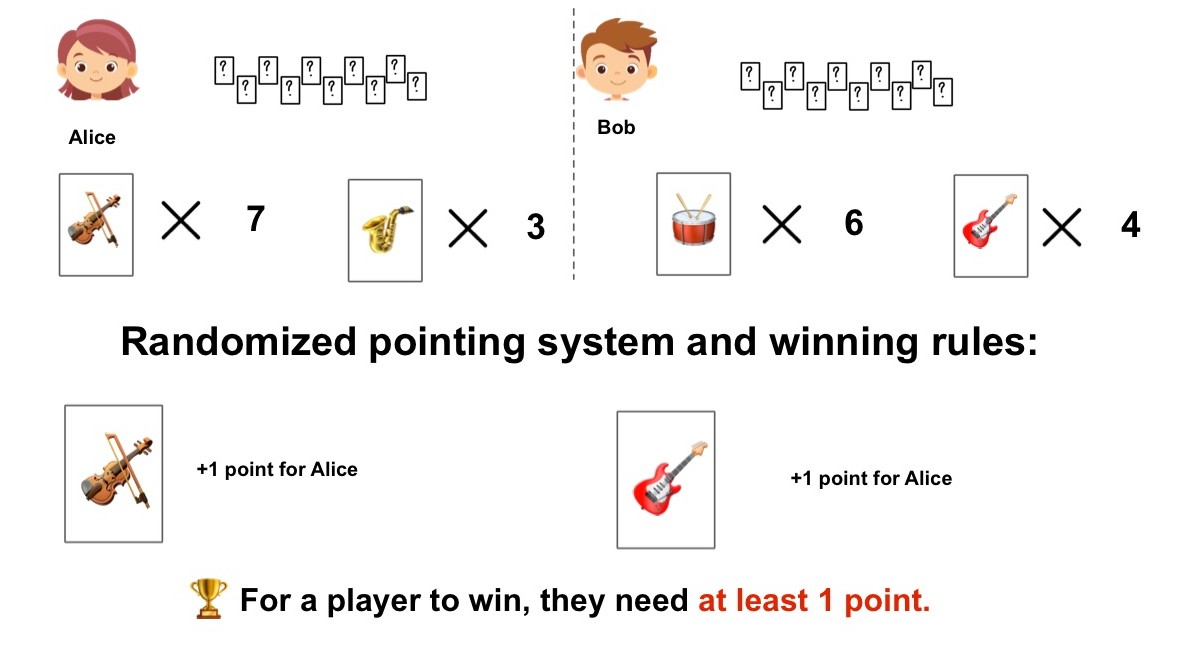 ? ? ? ? ? ? ? ? ? ?
? ? ? ? ? ? ? ? ? ?
Alice
Bob
7
3
6
4
Randomized pointing system and winning rules:
+1 point for Alice
+1 point for Alice
For a player to win, they need at least 1 point.